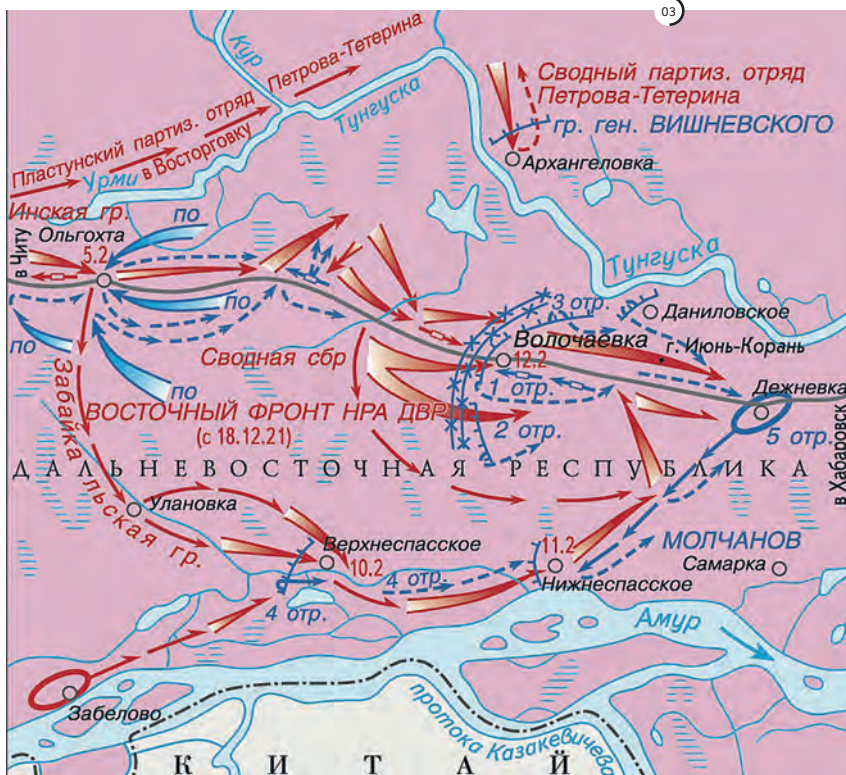 03
Кур
Пластунский партиз. отряд Петрова-Тетерина
в Восторговку
Урми
Тунгуска
Сводный партиз. отряд
Петрова-Тетерина
гр. ген. ВИШНЕВСКОГО
Архангеловка
Инская гр.
по
Ольгохта
5.2
в Читу
по
по
по
Тунгуска
3 отр.
Даниловское
Волочаевка
г. Июнь-Корань
12.2
Сводная сбр
1 отр.
Дежневка
ВОСТОЧНЫЙ ФРОНТ НРА ДВР
(с 18.12.21)
2 отр.
5 отр.
в Хабаровск
ДАЛЬНЕВОСТОЧНАЯ РЕСПУБЛИКА
Забайкальская гр.
Улановка
Верхнеспасское
10.2
11.2
МОЛЧАНОВ
Самарка
4 отр.
Нижнеспасское
4 отр.
Амур
Забелово
протока Казакевичева
КИТАЙ